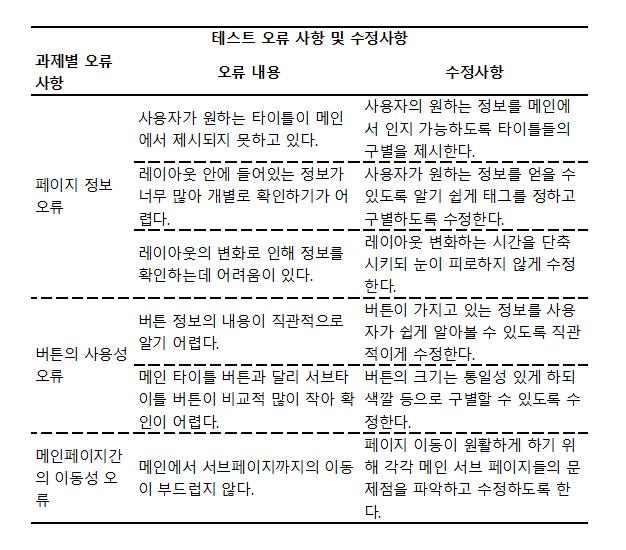 테스트 오류 사항 및 수정사항
과제별 오류
사항
오류 내용
수정사항
페이지 정보
오류
사용자가 원하는 타이틀이 메인
에서 제시되지 못하고 있다.
사용자의 원하는 정보를 메인에
서 인지 가능하도록 타이틀들의
구별을 제시한다.
레이아웃 안에 들어있는 정보가
너무 많아 개별로 확인하기가 어
렵다.
사용자가 원하는 정보를 얻을 수
있도록 알기 쉽게 태그를 정하고
구별하도록 수정한다.
레이아웃의 변화로 인해 정보를
확인하는데 어려움이 있다.
레이아웃 변화하는 시간을 단축
시키되 눈이 피로하지 않게 수정
한다.
버튼의 사용성
오류
버튼 정보의 내용이 직관적으로
알기 어렵다.
버튼이 가지고 있는 정보를 사용
자가 쉽게 알아볼 수 있도록 직관
적이게 수정한다.
메인 타이틀 버튼과 달리 서브타
이틀 버튼이 비교적 많이 작아 확
인이 어렵다.
버튼의 크기는 통일성 있게 하되
색깔 등으로 구별할 수 있도록 수
정한다.
메인페이지간
의 이동성 오
류
메인에서 서브페이지까지의 이동
이 부드럽지 않다.
페이지 이동이 원활하게 하기 위
해 각각 메인 서브 페이지들의 문
제점을 파악하고 수정하도록 한
다.